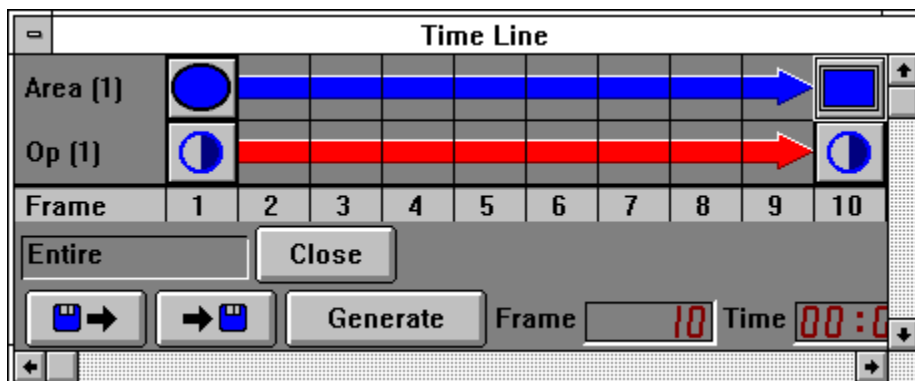 Time Line
Area (1)
Op (1)
Frame 1 2 3 4 5 6 7 8 9 10
Entire Close
Generate Frame 10 Time 00: